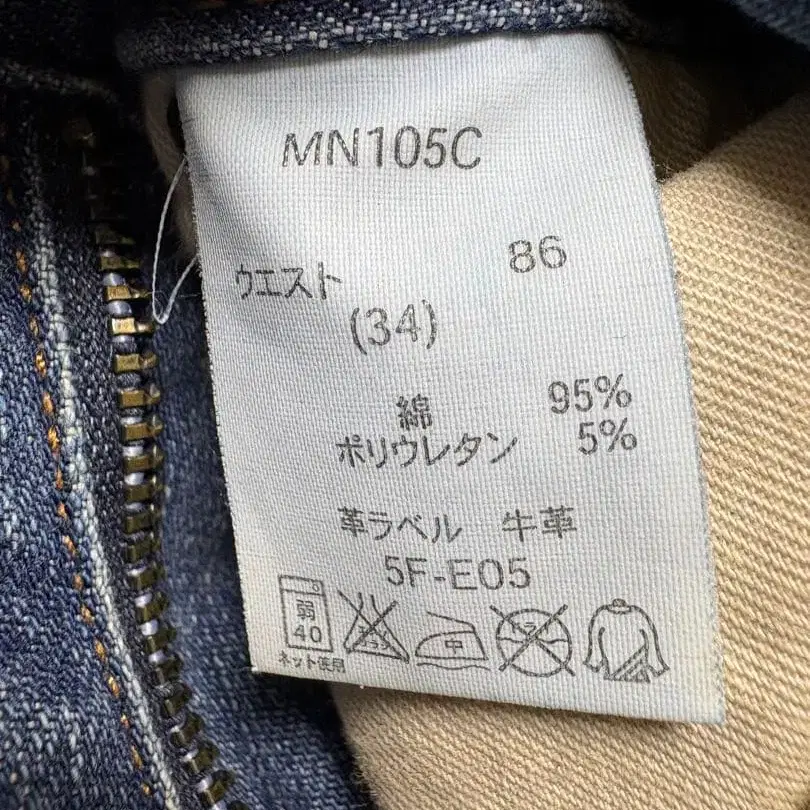 MN105C
ウエスト 86
(34)
綿 95%
ポリウレタン 5%
革ラベル 牛革
5F-E05
弱
40
中
ネット使用